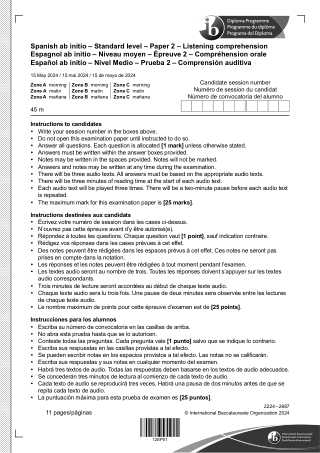 Diploma Programme
Programme du diplôme
Programa del Diploma
Spanish ab initio – Standard level – Paper 2 – Listening comprehension
Espagnol ab initio – Niveau moyen – Épreuve 2 – Compréhension orale
Español ab initio – Nivel Medio – Prueba 2 – Comprensión auditiva
15 May 2024 / 15 mai 2024 / 15 de mayo de 2024
Zone A morning Zone B morning Zone C morning
Zone A matin Zone B matin Zone C matin
Zona A mañana Zona B mañana Zona C mañana
Candidate session number
Numéro de session du candidat
Número de convocatoria del alumno
45 m
Instructions to candidates
• Write your session number in the boxes above.
• Do not open this examination paper until instructed to do so.
• Answer all questions. Each question is allocated [1 mark] unless otherwise stated.
• Answers must be written within the answer boxes provided.
• Notes may be written in the spaces provided. Notes will not be marked.
• Answers and notes may be written at any time during the examination.
• There will be three audio texts. All answers must be based on the appropriate audio texts.
• There will be three minutes of reading time at the start of each audio text.
• Each audio text will be played three times. There will be a two-minute pause before each audio text
is repeated.
• The maximum mark for this examination paper is [25 marks].
Instructions destinées aux candidats
• Écrivez votre numéro de session dans les cases ci-dessus.
• N'ouvrez pas cette épreuve avant d'y être autorisé(e).
• Répondez à toutes les questions. Chaque question vaut [1 point], sauf indication contraire.
• Rédigez vos réponses dans les cases prévues à cet effet.
• Des notes peuvent être rédigées dans les espaces prévus à cet effet. Ces notes ne seront pas
prises en compte dans la notation.
• Les réponses et les notes peuvent être rédigées à tout moment pendant l'examen.
• Les textes audio seront au nombre de trois. Toutes les réponses doivent s'appuyer sur les textes
audio correspondants.
• Trois minutes de lecture seront accordées au début de chaque texte audio.
• Chaque texte audio sera lu trois fois. Une pause de deux minutes sera observée entre les lectures
de chaque texte audio.
• Le nombre maximum de points pour cette épreuve d'examen est de [25 points].
Instrucciones para los alumnos
• Escriba su número de convocatoria en las casillas de arriba.
• No abra esta prueba hasta que se lo autoricen.
• Conteste todas las preguntas. Cada pregunta vale [1 punto] salvo que se indique lo contrario.
• Escriba sus respuestas en las casillas provistas a tal efecto.
• Se pueden escribir notas en los espacios provistos a tal efecto. Las notas no se calificarán.
• Escriba sus respuestas y sus notas en cualquier momento del examen.
• Habrá tres textos de audio. Todas las respuestas deben basarse en los textos de audio adecuados.
• Se concederán tres minutos de lectura al comienzo de cada texto de audio.
• Cada texto de audio se reproducirá tres veces. Habrá una pausa de dos minutos antes de que se
repita cada texto de audio.
• La puntuación máxima para esta prueba de examen es [25 puntos].
11 pages/páginas
2224–2697
© International Baccalaureate Organization 2024
12EP01